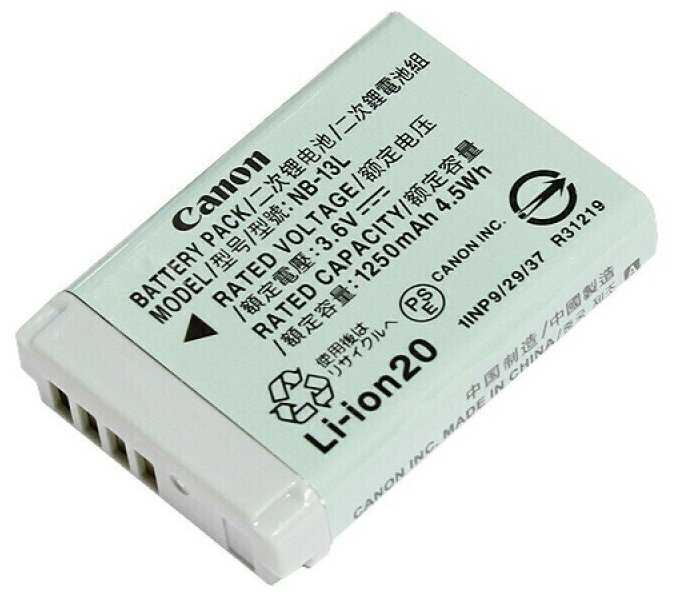 Canon
BATTERY PACK/二次锂电池/二次鋰電池組
MODEL/型号/型號: NB-13L
RATED VOLTAGE/额定电压
/額定電壓: 3.6V
RATED CAPACITY/额定容量
/額定容量: 1250mAh 4.5Wh
PSE CANON INC.
R31219
使用後は
リサイクルへ
1INP9/29/37
Li-ion20
中国制造/中國製造
CANON INC. MADE IN CHINA/